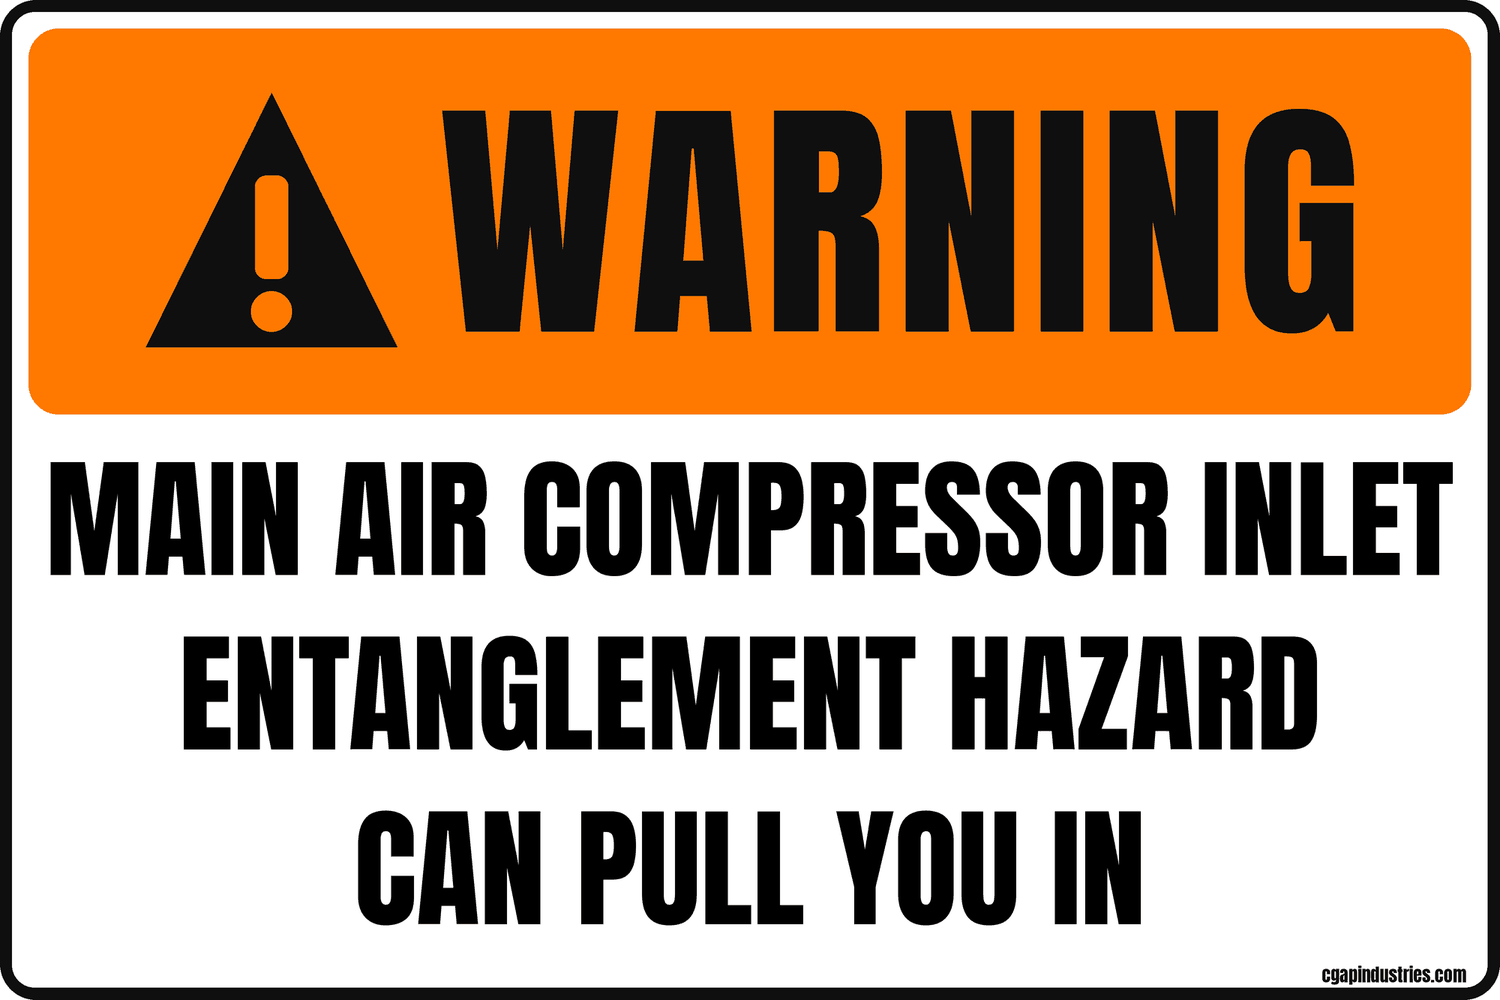 WARNING
MAIN AIR COMPRESSOR INLET
ENTANGLEMENT HAZARD
CAN PULL YOU IN
cgapindustries.com